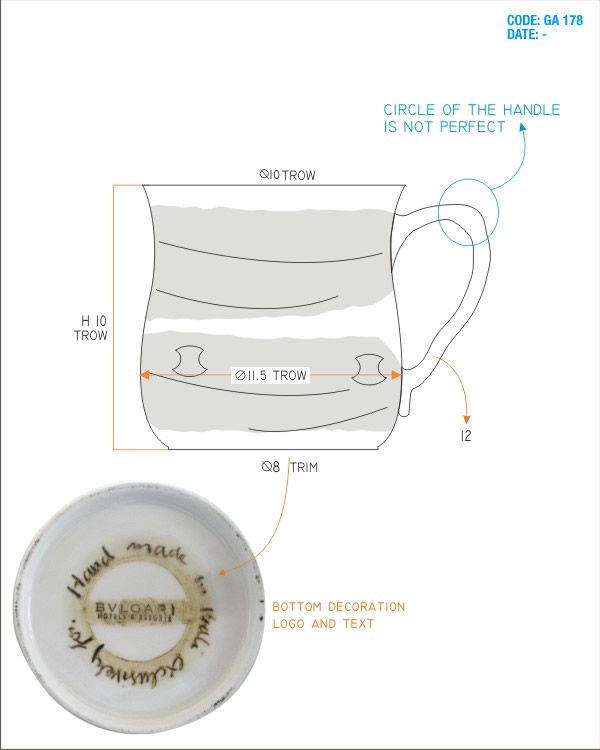 CODE: GA 178
DATE: -
CIRCLE OF THE HANDLE
IS NOT PERFECT
Ø10 TROW
H 10
TROW
Ø11.5 TROW
12
Ø8 TRIM
Hand made in Bali exclusively for:
BVLGARI
HOTELS & RESORTS
BOTTOM DECORATION
LOGO AND TEXT